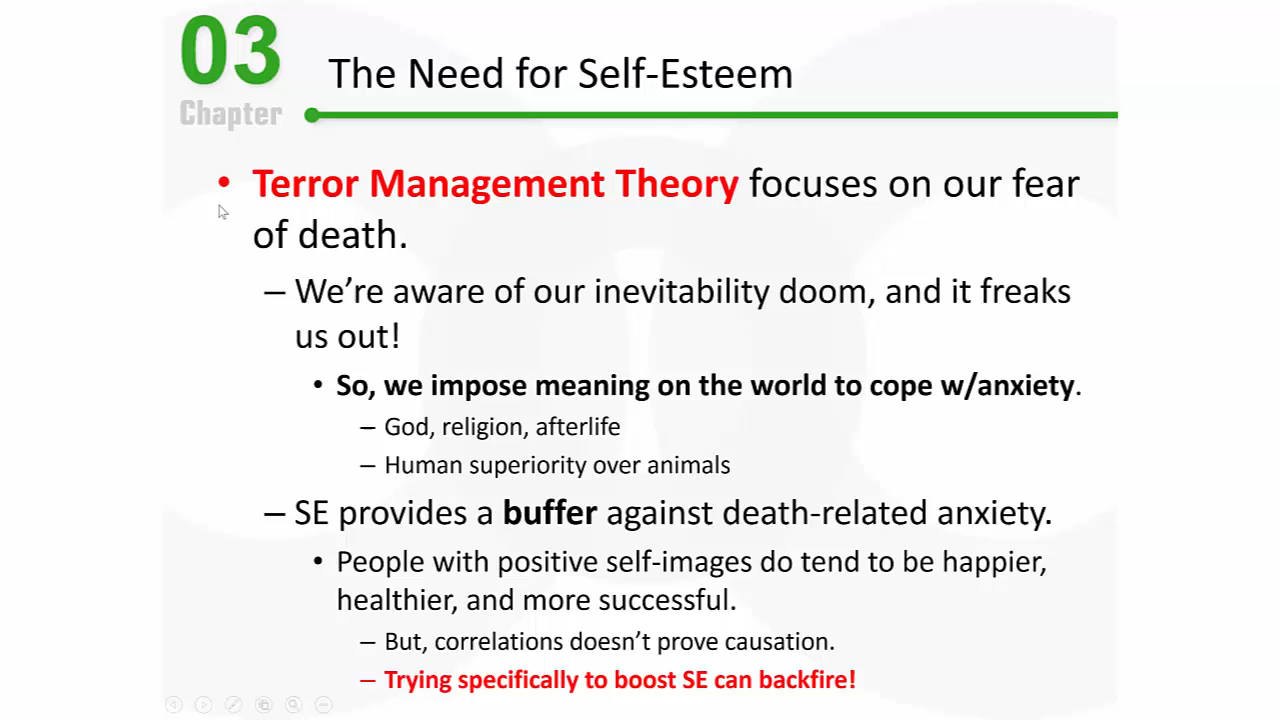 03
Chapter
The Need for Self-Esteem
• Terror Management Theory focuses on our fear
of death.
– We’re aware of our inevitability doom, and it freaks
us out!
• So, we impose meaning on the world to cope w/anxiety.
– God, religion, afterlife
– Human superiority over animals
– SE provides a buffer against death-related anxiety.
• People with positive self-images do tend to be happier,
healthier, and more successful.
– But, correlations doesn’t prove causation.
– Trying specifically to boost SE can backfire!